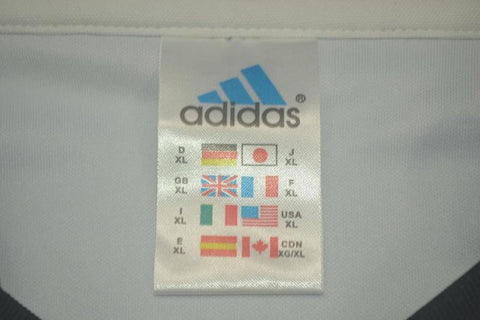 adidas®
D J
XL XL
GB F
XL XL
I USA
XL XL
E CDN
XL XG/XL